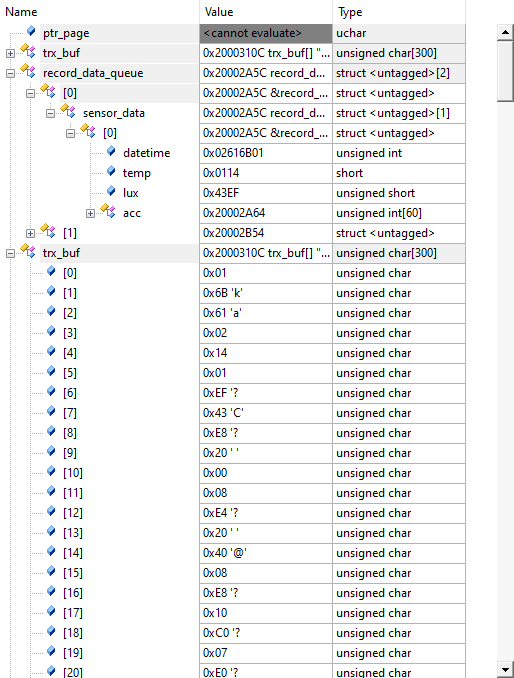 Name Value Type
ptr_page <cannot evaluate> uchar
trx_buf 0x2000310C trx_buf[] "... unsigned char[300]
record_data_queue 0x20002A5C record_d... struct <untagged>[2]
[0] 0x20002A5C &record_... struct <untagged>
sensor_data 0x20002A5C record_d... struct <untagged>[1]
[0] 0x20002A5C &record_... struct <untagged>
datetime 0x02616B01 unsigned int
temp 0x0114 short
lux 0x43EF unsigned short
acc 0x20002A64 unsigned int[60]
[1] 0x20002B54 struct <untagged>
trx_buf 0x2000310C trx_buf[] "... unsigned char[300]
[0] 0x01 unsigned char
[1] 0x6B 'k' unsigned char
[2] 0x61 'a' unsigned char
[3] 0x02 unsigned char
[4] 0x14 unsigned char
[5] 0x01 unsigned char
[6] 0xEF '? unsigned char
[7] 0x43 'C' unsigned char
[8] 0xE8 '? unsigned char
[9] 0x20 ' ' unsigned char
[10] 0x00 unsigned char
[11] 0x08 unsigned char
[12] 0xE4 '? unsigned char
[13] 0x20 ' ' unsigned char
[14] 0x40 '@' unsigned char
[15] 0x08 unsigned char
[16] 0xE8 '? unsigned char
[17] 0x10 unsigned char
[18] 0xC0 '? unsigned char
[19] 0x07 unsigned char
[20] 0xE0 '? unsigned char